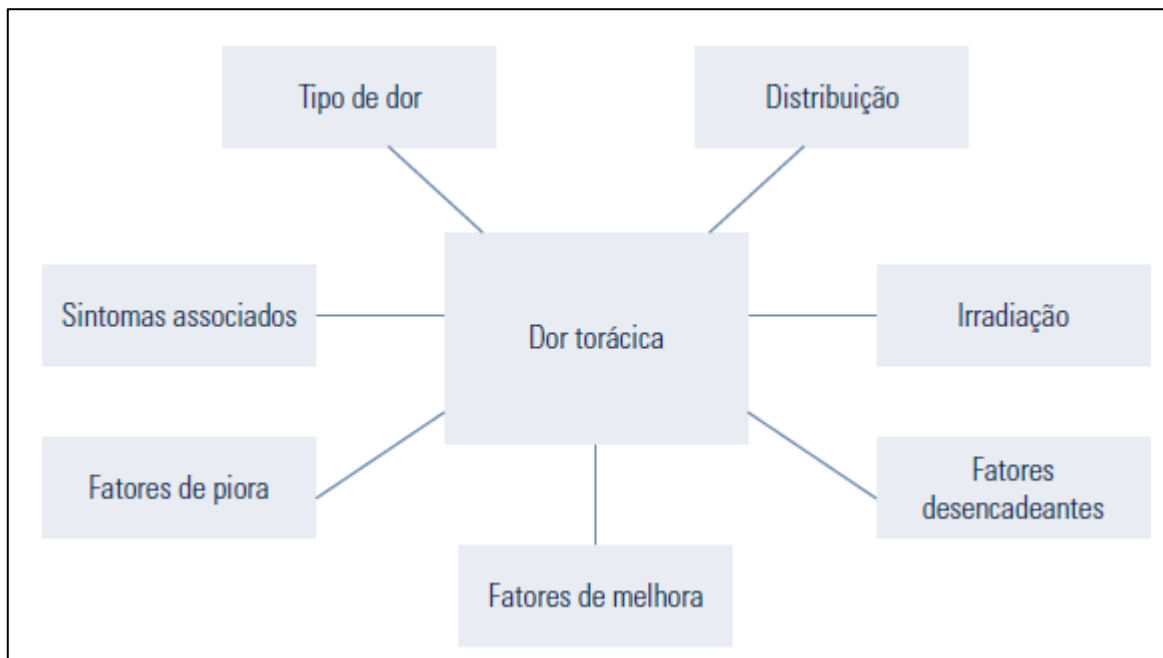 Tipo de dor
Distribuição
Sintomas associados
Dor torácica
Irradiação
Fatores de piora
Fatores
desencadeantes
Fatores de melhora